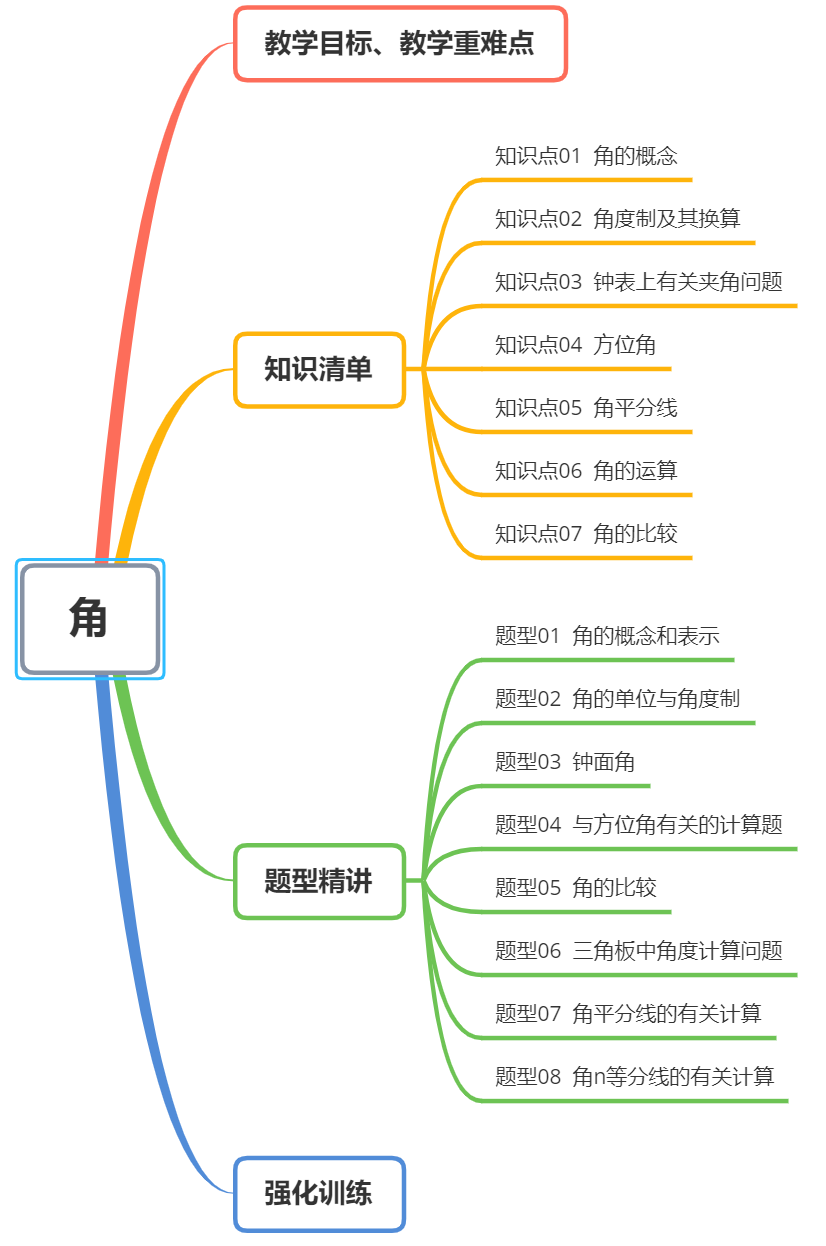 教学目标、教学重难点
知识点01 角的概念
知识点02 角度制及其换算
知识点03 钟表上有关夹角问题
知识点04 方位角
知识清单
知识点05 角平分线
知识点06 角的运算
知识点07 角的比较
角
题型01 角的概念和表示
题型02 角的单位与角度制
题型03 钟面角
题型04 与方位角有关的计算题
题型精讲
题型05 角的比较
题型06 三角板中角度计算问题
题型07 角平分线的有关计算
题型08 角n等分线的有关计算
强化训练